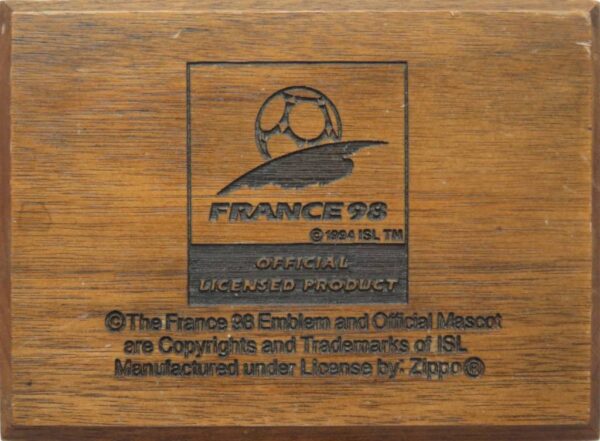 FRANCE 98
© 1994 ISL TM
OFFICIAL
LICENSED PRODUCT
©The France 98 Emblem and Official Mascot
are Copyrights and Trademarks of ISL
Manufactured under License by: Zippo®